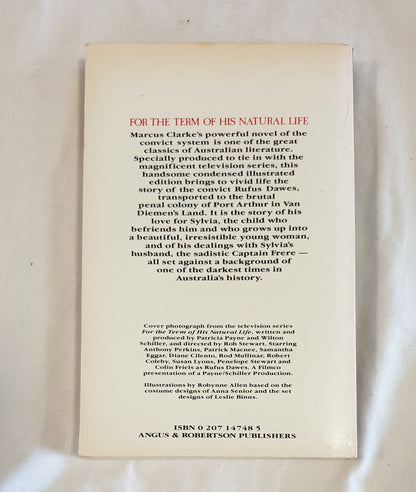 FOR THE TERM OF HIS NATURAL LIFE
Marcus Clarke's powerful novel of the
convict system is one of the great
classics of Australian literature.
Specially produced to tie in with the
magnificent television series, this
handsome condensed illustrated
edition brings to vivid life the
story of the convict Rufus Dawes,
transported to the brutal
penal colony of Port Arthur in Van
Diemen's Land. It is the story of his
love for Sylvia, the child who
befriends him and who grows up into
a beautiful, irresistible young woman,
and of his dealings with Sylvia's
husband, the sadistic Captain Frere —
all set against a background of
one of the darkest times in
Australia's history.
Cover photograph from the television series
For the Term of His Natural Life, written and
produced by Patricia Payne and Wilton
Schiller, and directed by Rob Stewart. Starring
Anthony Perkins, Patrick Macnee, Samantha
Eggar, Diane Cilento, Rod Mullinar, Robert
Coleby, Susan Lyons, Penelope Stewart and
Colin Friels as Rufus Dawes. A Filmco
presentation of a Payne/Schiller Production.
Illustrations by Robynne Allen based on the
costume designs of Anna Senior and the set
designs of Leslie Binns.
ISBN 0 207 14748 5
ANGUS & ROBERTSON PUBLISHERS